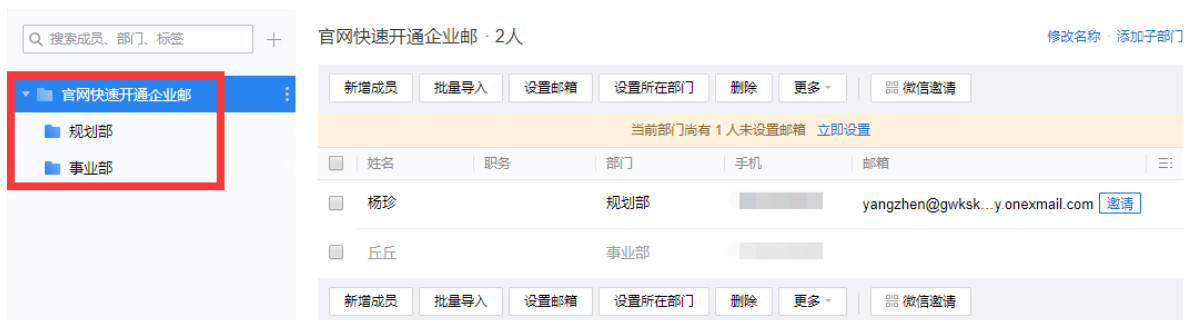 搜索成员、部门、标签
官网快速开通企业邮
规划部
事业部
官网快速开通企业邮 · 2人
修改名称 · 添加子部门
新增成员 批量导入 设置邮箱 设置所在部门 删除 更多 微信邀请
当前部门尚有 1 人未设置邮箱 立即设置
姓名 职务 部门 手机 邮箱
杨珍 规划部 yangzhen@gwksk...y.onexmail.com 邀请
丘丘 事业部
新增成员 批量导入 设置邮箱 设置所在部门 删除 更多 微信邀请